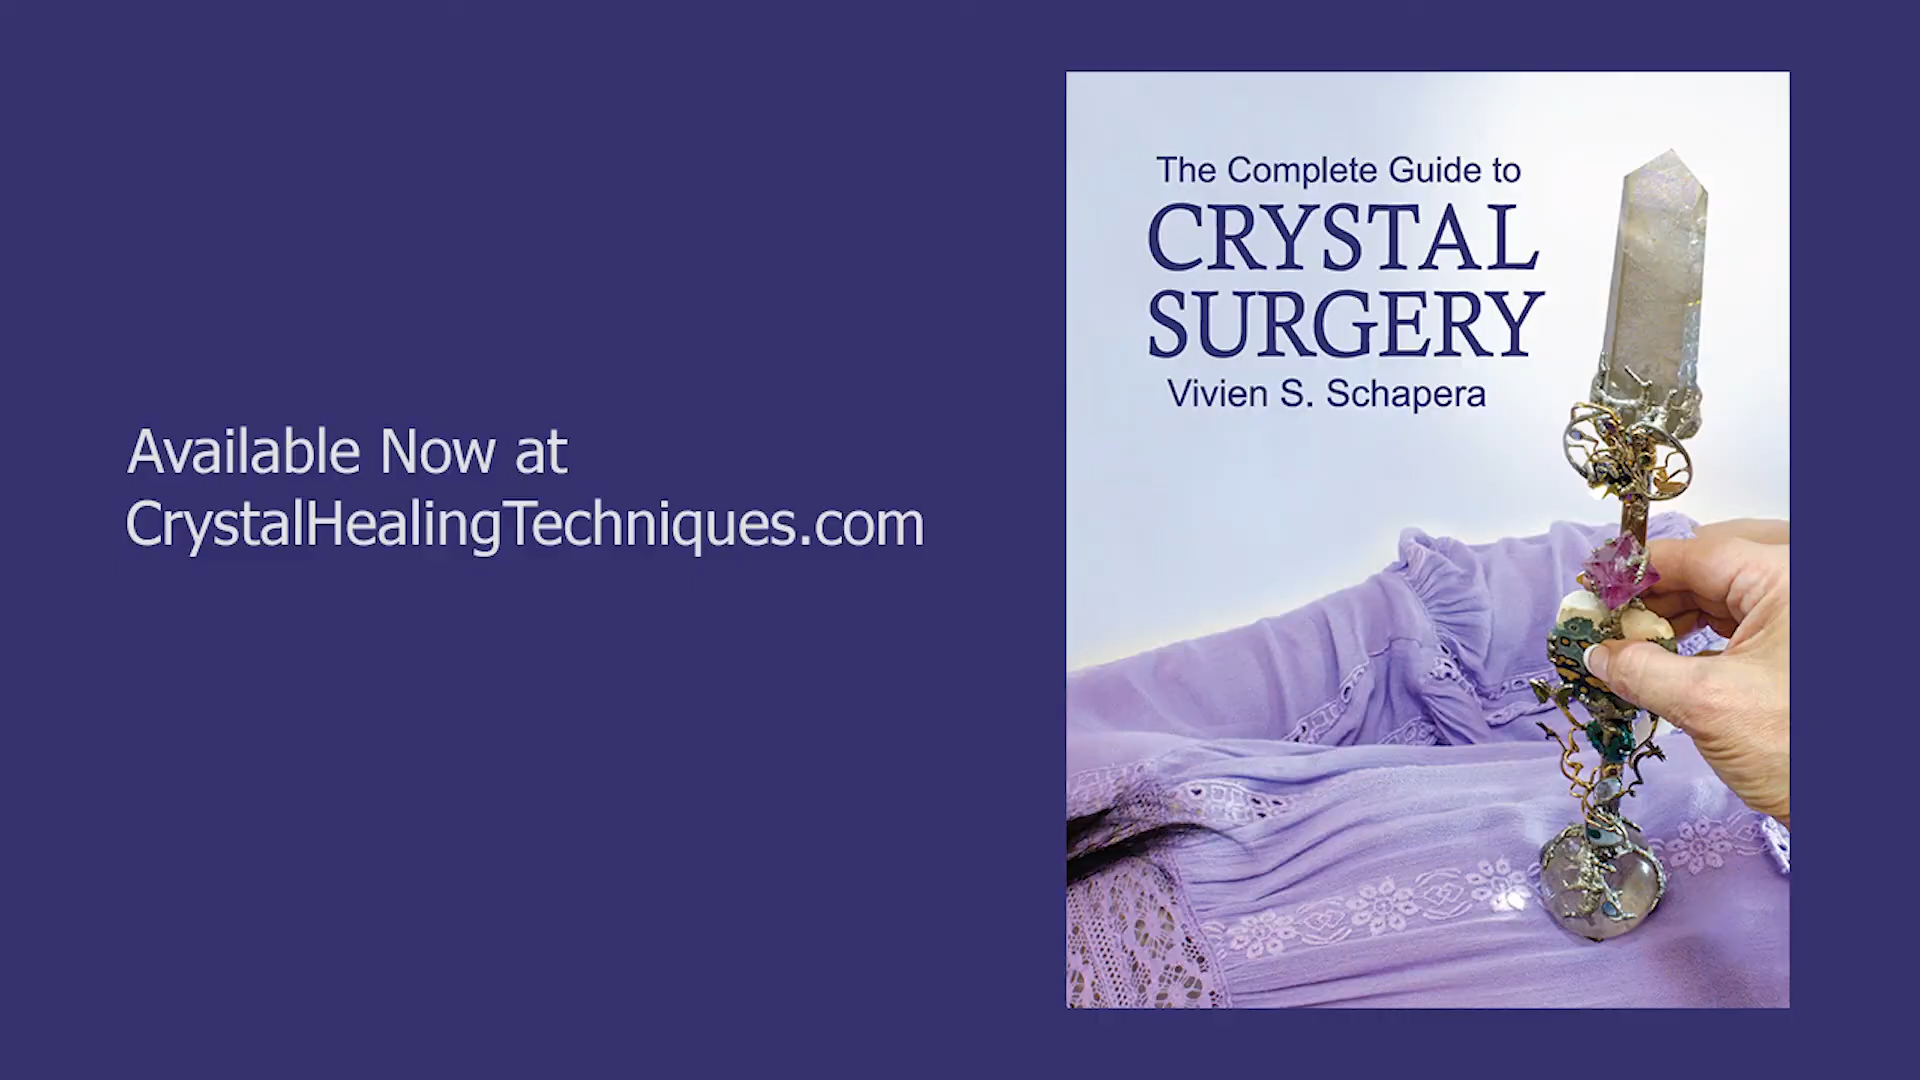 Available Now at
CrystalHealingTechniques.com
The Complete Guide to
CRYSTAL
SURGERY
Vivien S. Schapera